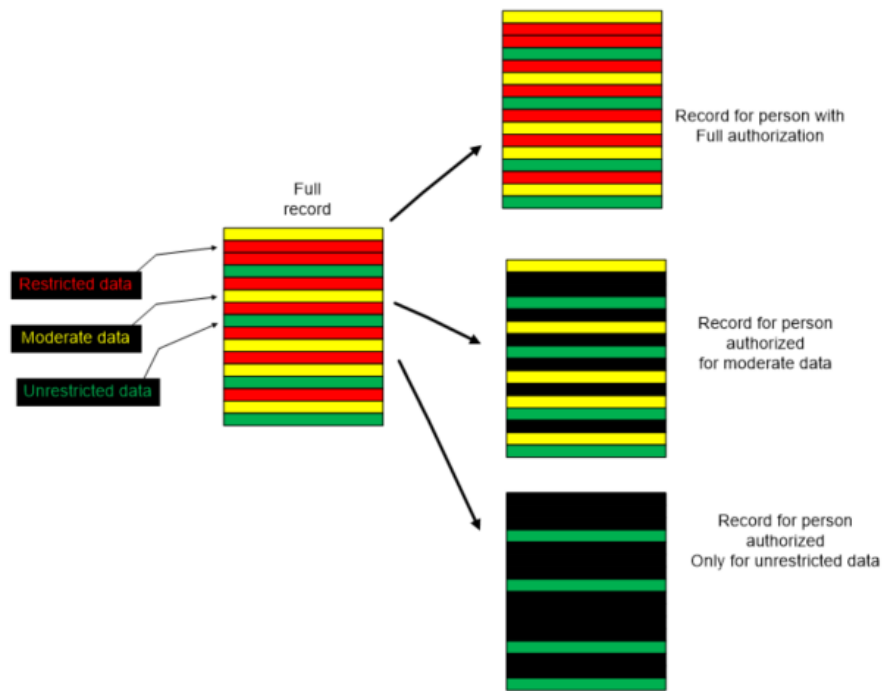 Full
record
Restricted data
Moderate data
Unrestricted data
Record for person with
Full authorization
Record for person
authorized
for moderate data
Record for person
authorized
Only for unrestricted data